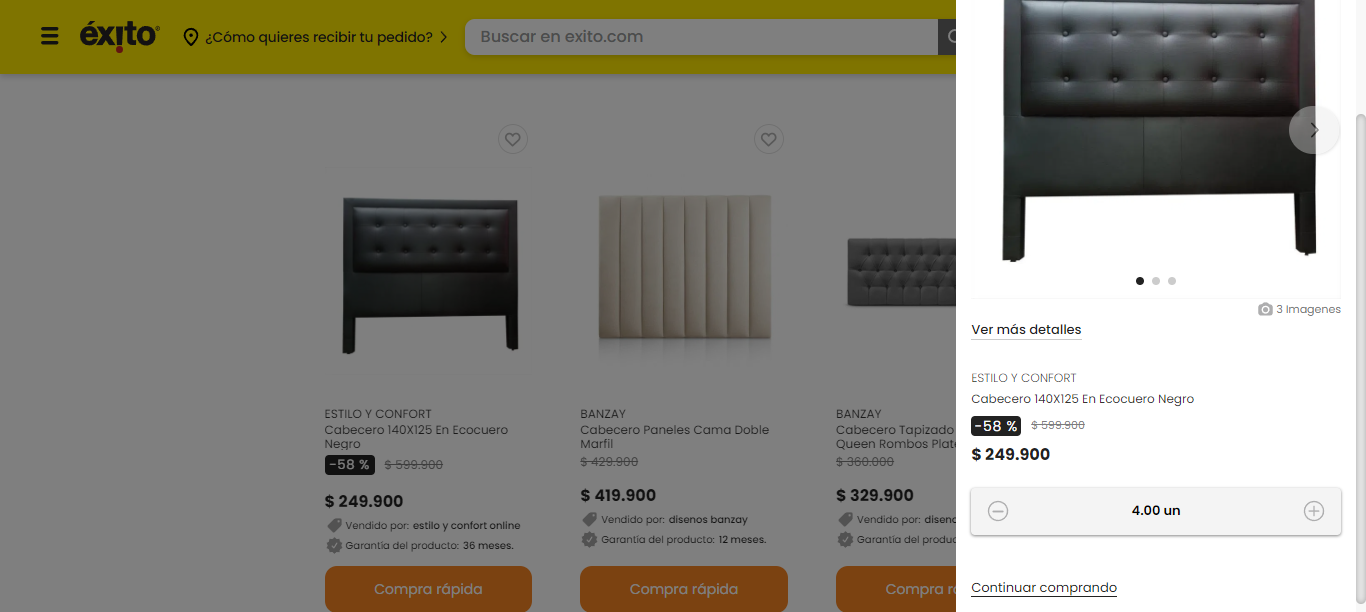 éxito
¿Cómo quieres recibir tu pedido?
Buscar en exito.com
ESTILO Y CONFORT
Cabecero 140X125 En Ecocuero
Negro
-58 % $ 599.900
$ 249.900
Vendido por: estilo y confort online
Garantía del producto: 36 meses.
Compra rápida
BANZAY
Cabecero Paneles Cama Doble
Marfil
$ 429.900
$ 419.900
Vendido por: disenos banzay
Garantía del producto: 12 meses.
Compra rápida
BANZAY
Cabecero Tapizado
Queen Rombos Plate
$ 360.000
$ 329.900
Vendido por: disenc
Garantía del produc
Compra r
3 Imagenes
Ver más detalles
ESTILO Y CONFORT
Cabecero 140X125 En Ecocuero Negro
-58 % $ 599.900
$ 249.900
4.00 un
Continuar comprando